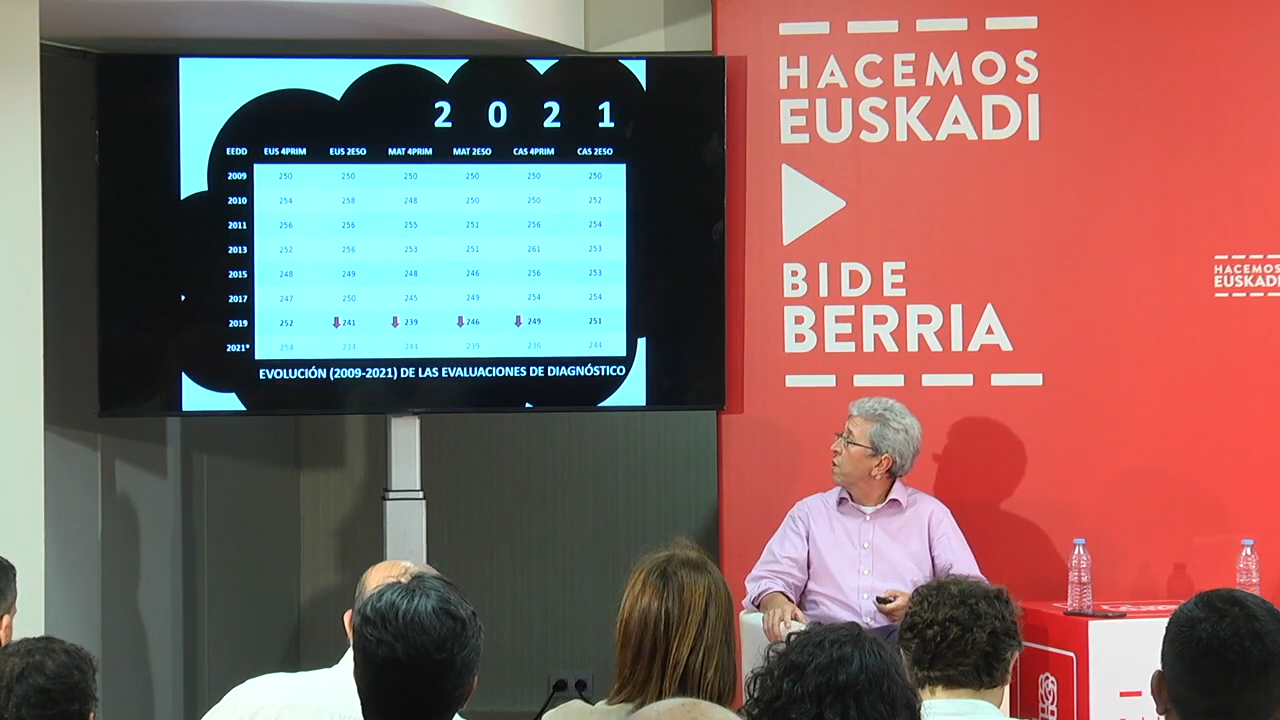 2 0 2 1
EEDD EUS 4PRIM EUS 2ESO MAT 4PRIM MAT 2ESO CAS 4PRIM CAS 2ESO
2009 250 250 250 250 250 250
2010 254 258 248 250 250 252
2011 256 256 255 251 256 254
2013 252 256 253 251 261 253
2015 248 249 248 246 256 253
2017 247 250 245 249 254 254
2019 252 241 239 246 249 251
2021* 254 234 244 239 236 244
EVOLUCIÓN (2009-2021) DE LAS EVALUACIONES DE DIAGNÓSTICO
HACEMOS
EUSKADI
BIDE
BERRIA
HACEMOS
EUSKADI